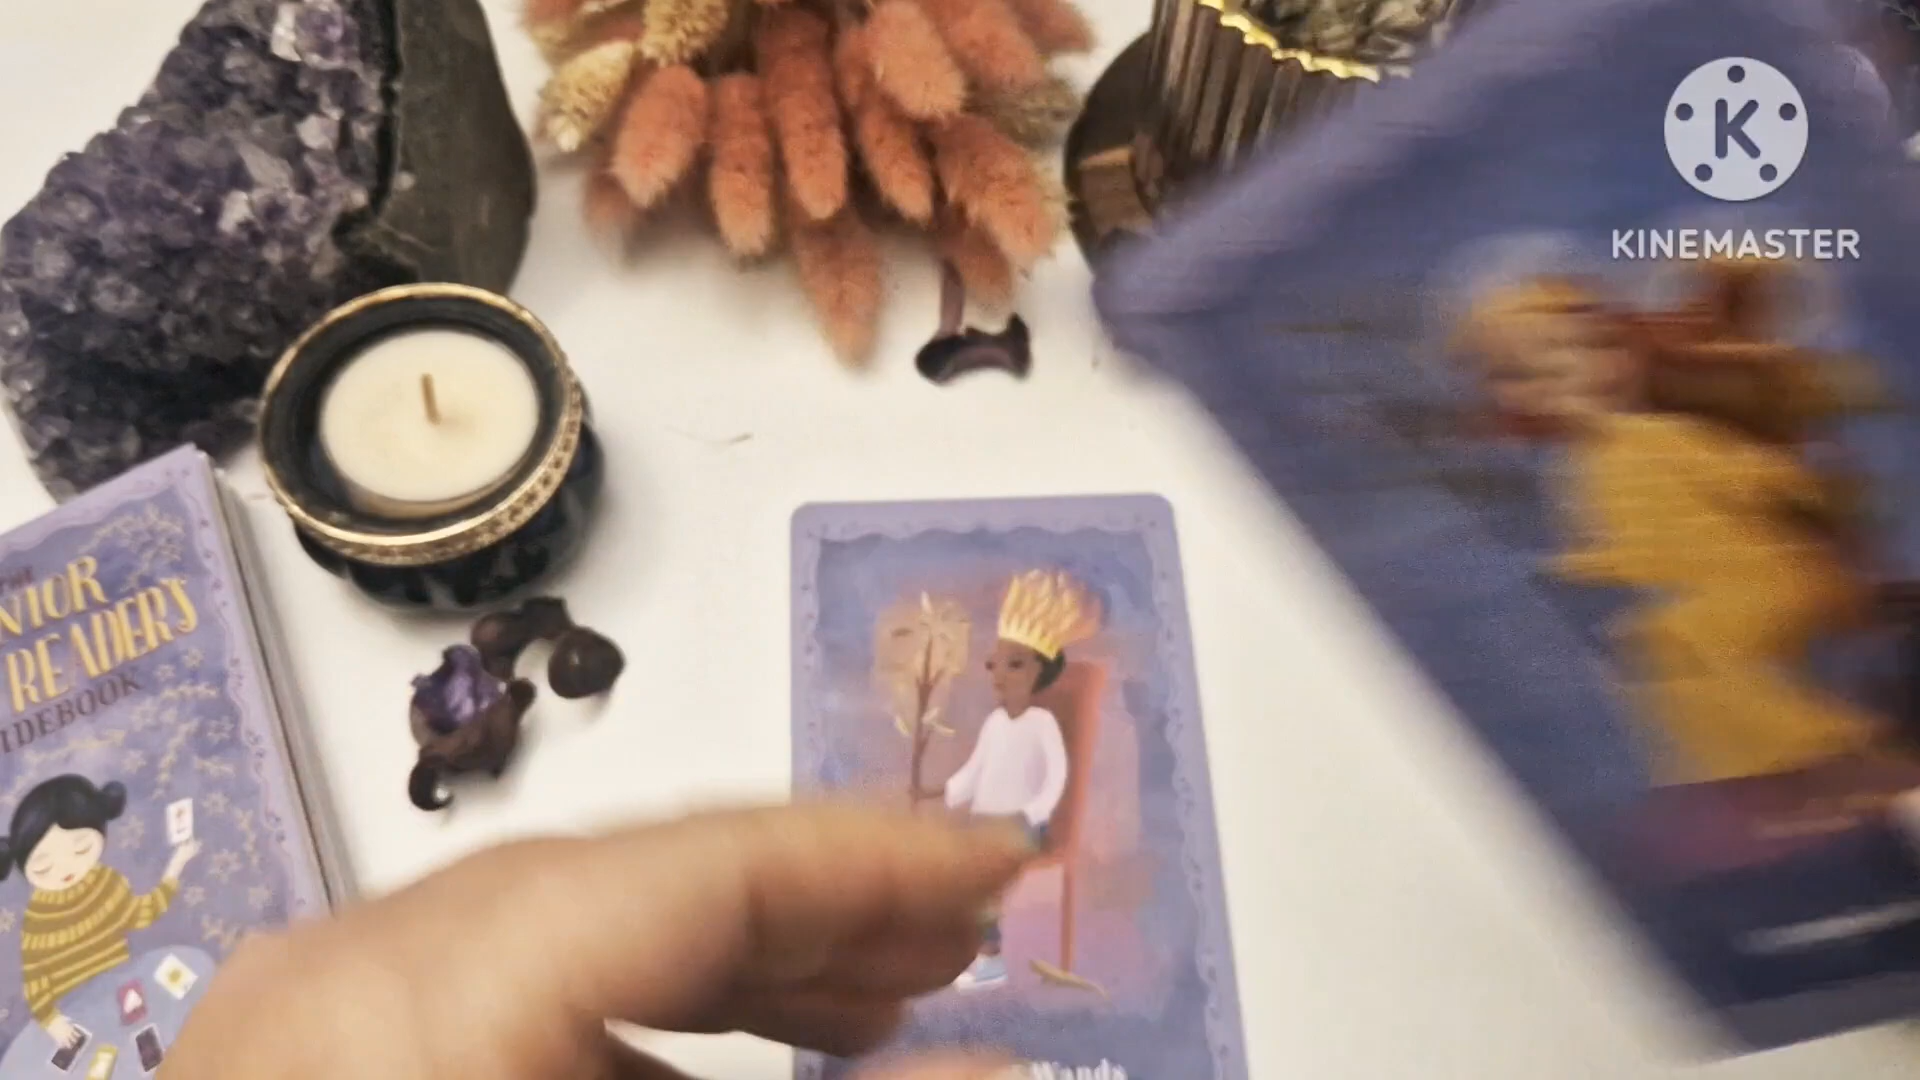 K
KINEMASTER
NIOR
READER'S
IDEBOOK
Wands